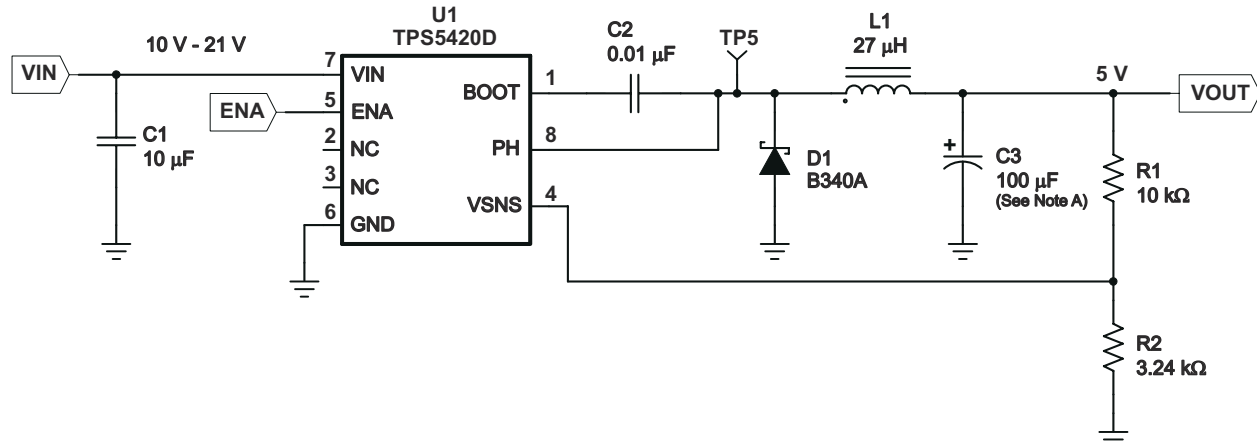 U1
TPS5420D
10 V - 21 V
VIN
7
VIN
ENA
5
ENA
2
NC
3
NC
6
GND
BOOT
1
PH
8
VSNS
4
C1
10 μF
C2
0.01 μF
TP5
L1
27 μH
D1
B340A
C3
100 μF
(See Note A)
+
5 V
VOUT
R1
10 kΩ
R2
3.24 kΩ